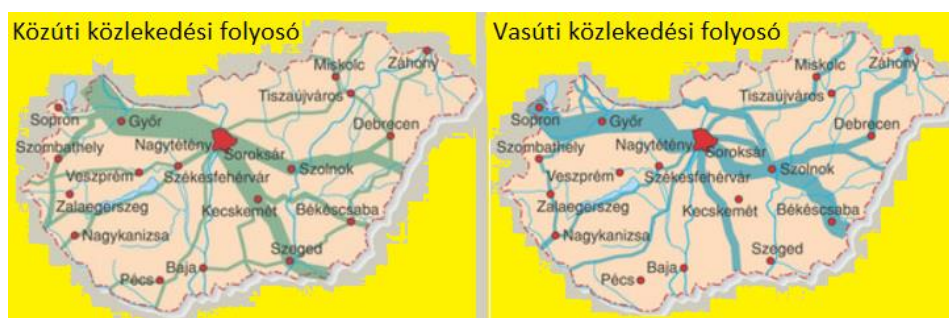 Közúti közlekedési folyosó
Miskolc
Záhony
Tiszaújváros
Sopron
Győr
Debrecen
Szombathely
Nagytétény
Soroksár
Szolnok
Veszprém
Székesfehérvár
Zalaegerszeg
Kecskemét
Békéscsaba
Nagykanizsa
Szeged
Pécs
Baja
Vasúti közlekedési folyosó
Miskolc
Záhony
Tiszaújváros
Sopron
Győr
Debrecen
Szombathely
Nagytétény
Soroksár
Szolnok
Veszprém
Székesfehérvár
Zalaegerszeg
Kecskemét
Békéscsaba
Nagykanizsa
Szeged
Pécs
Baja